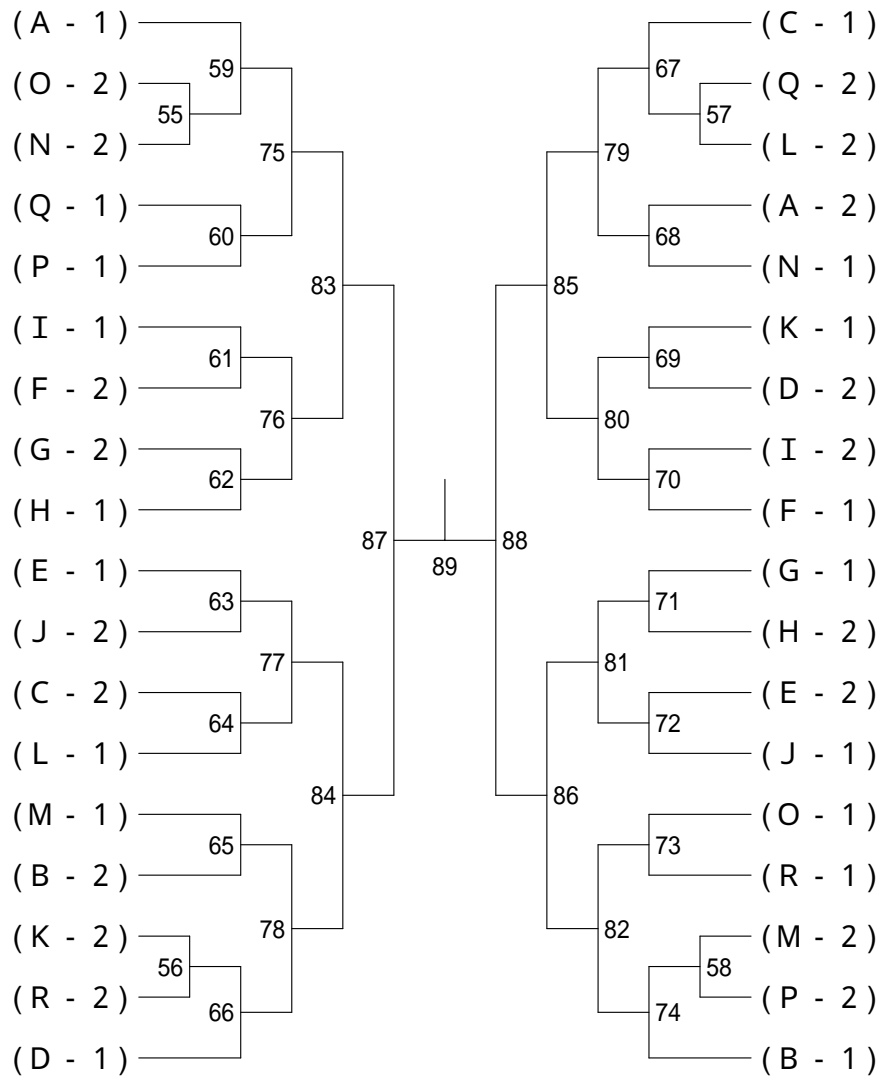 (A - 1) (C - 1)
59 67
(O - 2) (Q - 2)
55 57
(N - 2) (L - 2)
75 79
(Q - 1) (A - 2)
60 68
(P - 1) (N - 1)
83 85
(I - 1) (K - 1)
61 69
(F - 2) (D - 2)
76 80
(G - 2) (I - 2)
62 70
(H - 1) (F - 1)
87 88
89
(E - 1) (G - 1)
63 71
(J - 2) (H - 2)
77 81
(C - 2) (E - 2)
64 72
(L - 1) (J - 1)
84 86
(M - 1) (O - 1)
65 73
(B - 2) (R - 1)
78 82
(K - 2) (M - 2)
56 58
(R - 2) (P - 2)
66 74
(D - 1) (B - 1)